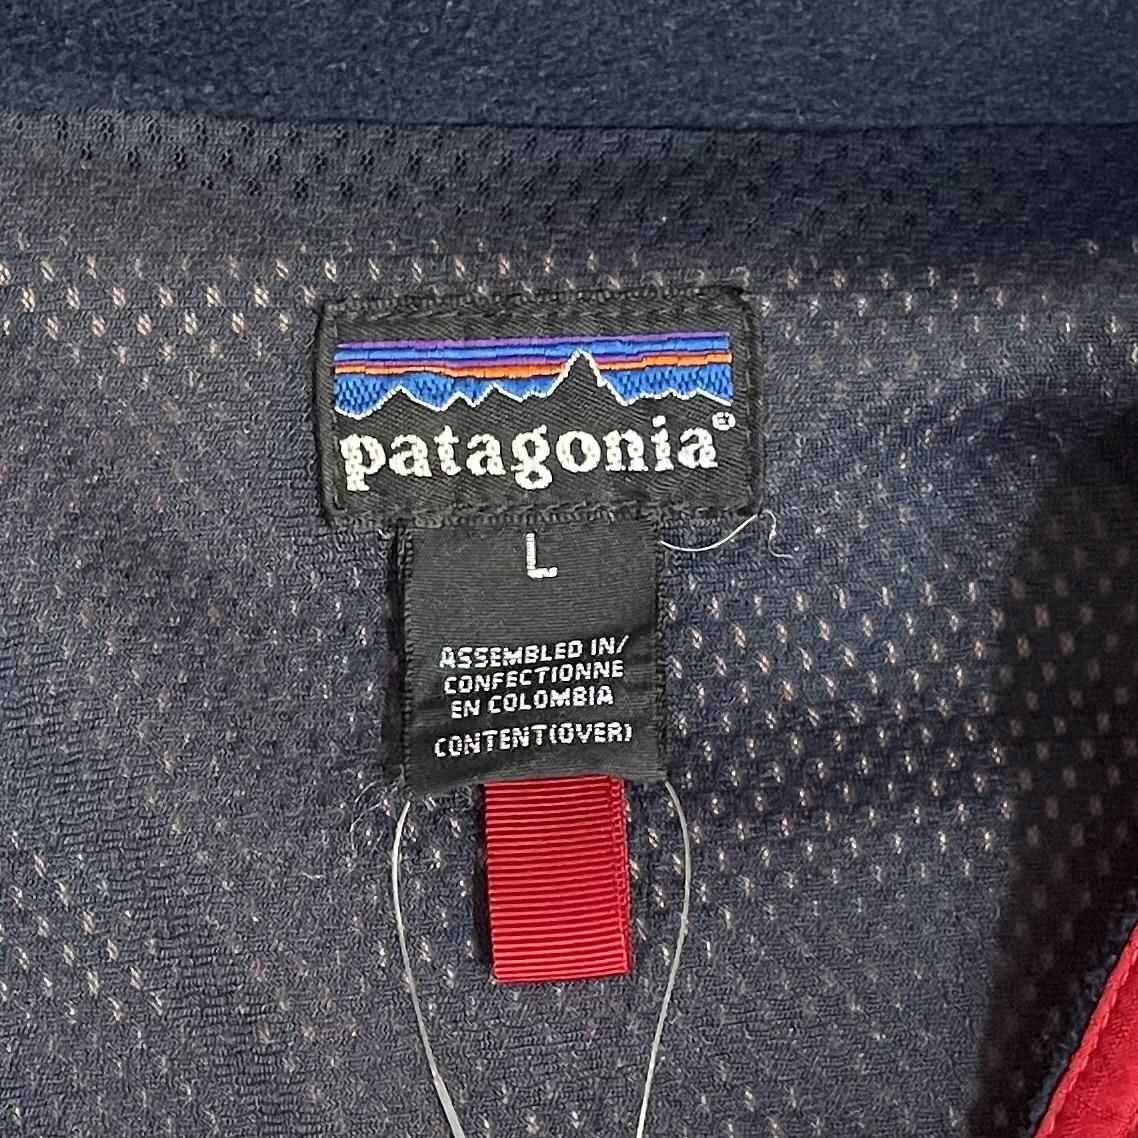 patagonia®
L
ASSEMBLED IN/
CONFECTIONNE
EN COLOMBIA
CONTENT(OVER)